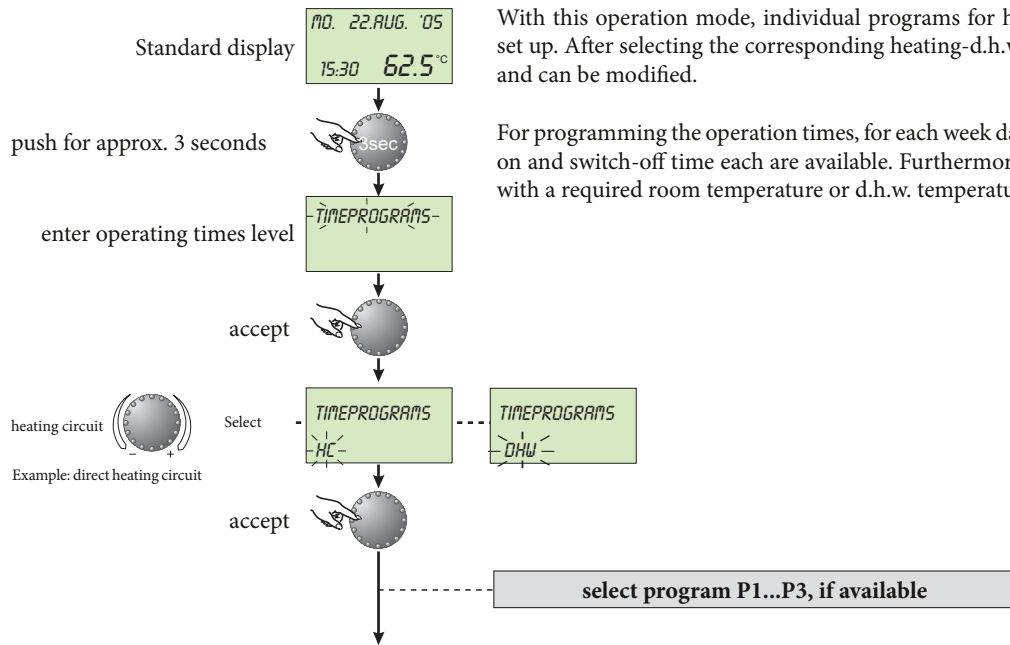 With this operation mode, individual programs for
set up. After selecting the corresponding
and can be modified.
For programming the operation times, for each week
on and switch-off time each are available.
with a required room temperature or d.h.w.
Standard display
MO. 22.AUG. '05
15:30 62.5 °C
push for approx. 3 seconds
3sec
enter operating times level
TIMEPROGRAMS
accept
heating circuit
- +
Example: direct heating circuit
Select
TIMEPROGRAMS
HC
TIMEPROGRAMS
DHW
accept
select program P1...P3, if available